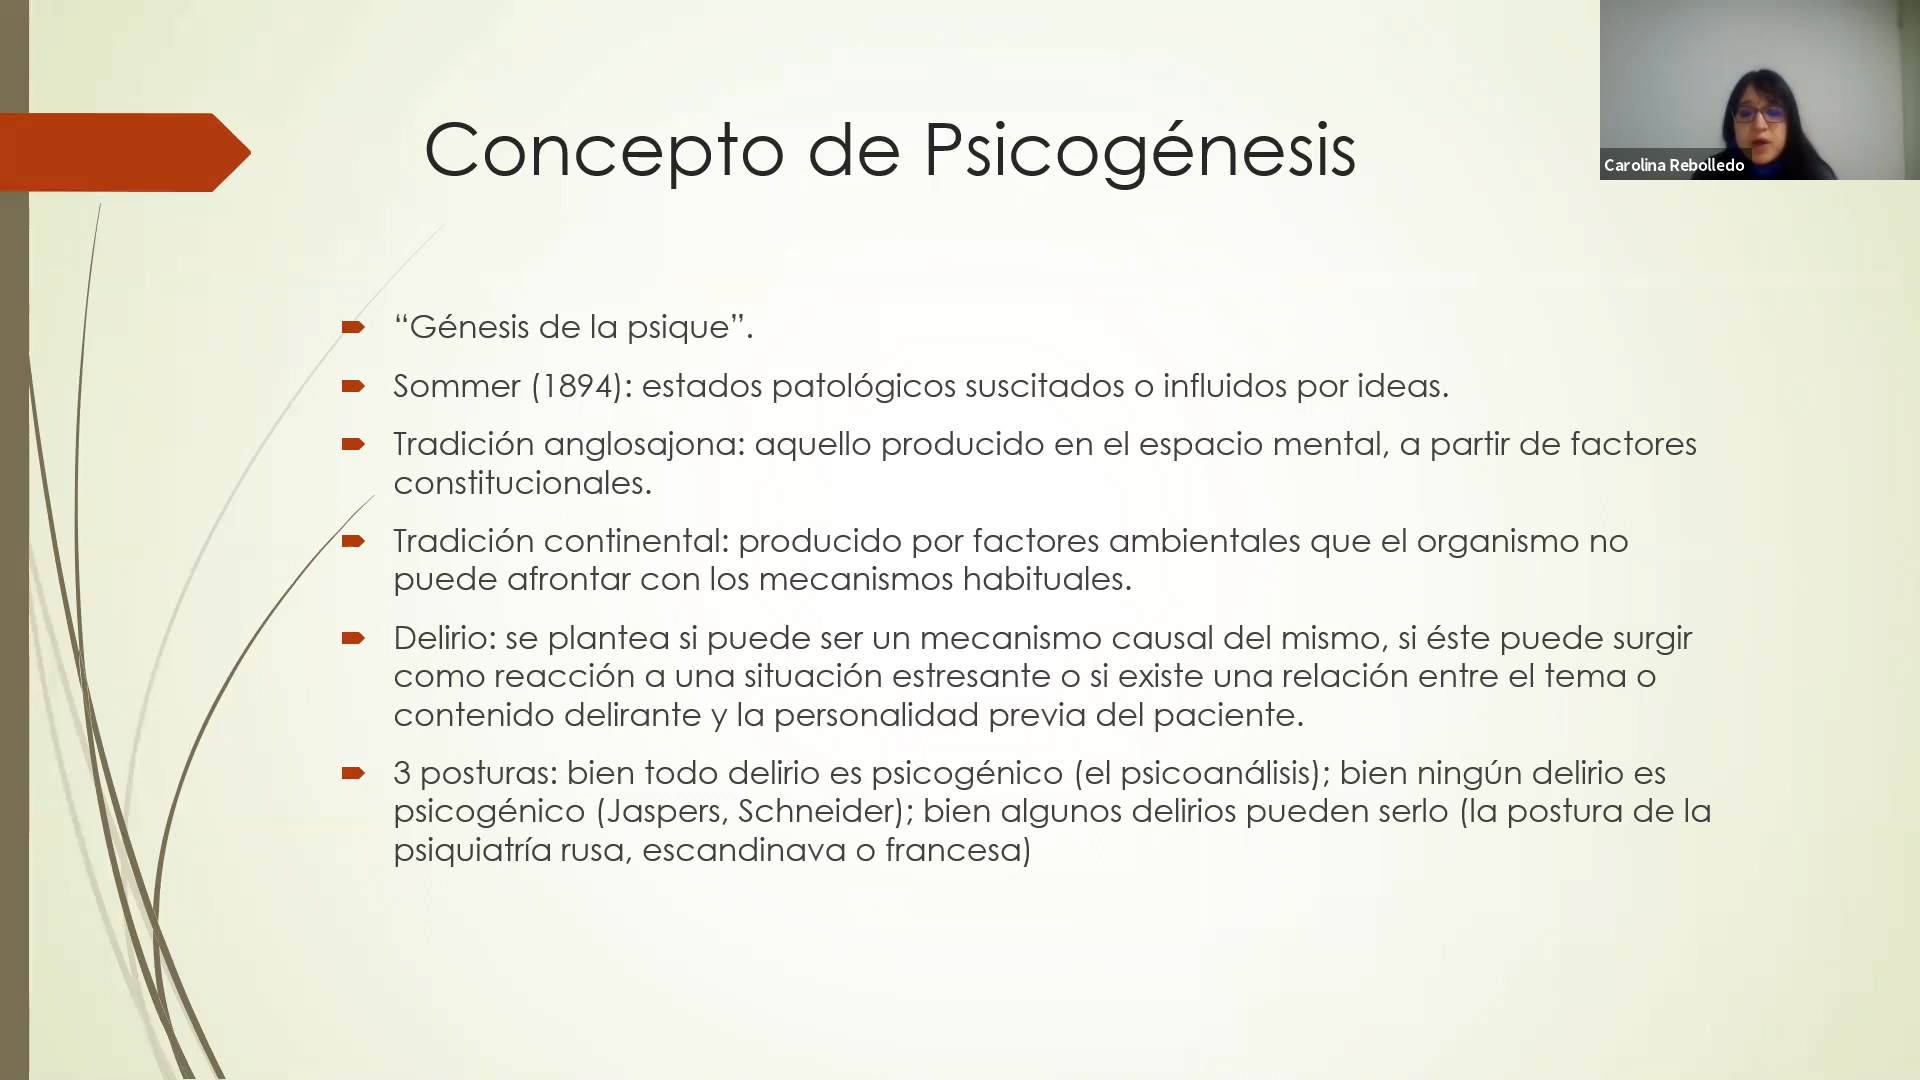 Concepto de Psicogénesis
Carolina Rebolledo
“Génesis de la psique”.
Sommer (1894): estados patológicos suscitados o influidos por ideas.
Tradición anglosajona: aquello producido en el espacio mental, a partir de factores
constitucionales.
Tradición continental: producido por factores ambientales que el organismo no
puede afrontar con los mecanismos habituales.
Delirio: se plantea si puede ser un mecanismo causal del mismo, si éste puede surgir
como reacción a una situación estresante o si existe una relación entre el tema o
contenido delirante y la personalidad previa del paciente.
3 posturas: bien todo delirio es psicogénico (el psicoanálisis); bien ningún delirio es
psicogénico (Jaspers, Schneider); bien algunos delirios pueden serlo (la postura de la
psiquiatría rusa, escandinava o francesa)